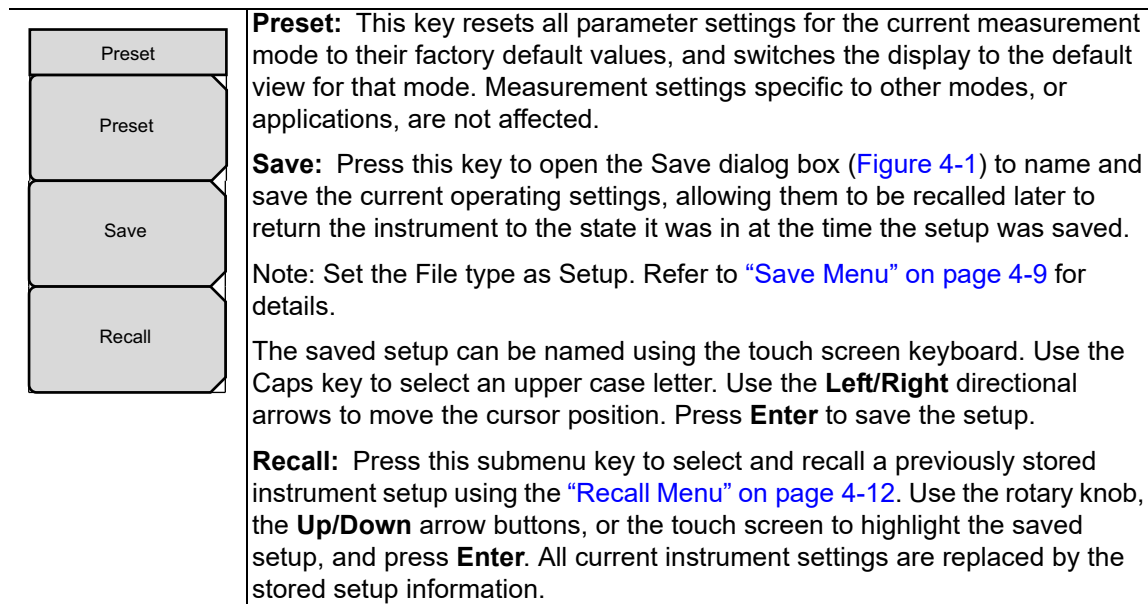 Preset
Preset
Save
Recall
Preset: This key resets all parameter settings for the current measurement
mode to their factory default values, and switches the display to the default
view for that mode. Measurement settings specific to other modes, or
applications, are not affected.
Save: Press this key to open the Save dialog box (Figure 4-1) to name and
save the current operating settings, allowing them to be recalled later to
return the instrument to the state it was in at the time the setup was saved.
Note: Set the File type as Setup. Refer to “Save Menu” on page 4-9 for
details.
The saved setup can be named using the touch screen keyboard. Use the
Caps key to select an upper case letter. Use the Left/Right directional
arrows to move the cursor position. Press Enter to save the setup.
Recall: Press this submenu key to select and recall a previously stored
instrument setup using the “Recall Menu” on page 4-12. Use the rotary knob,
the Up/Down arrow buttons, or the touch screen to highlight the saved
setup, and press Enter. All current instrument settings are replaced by the
stored setup information.